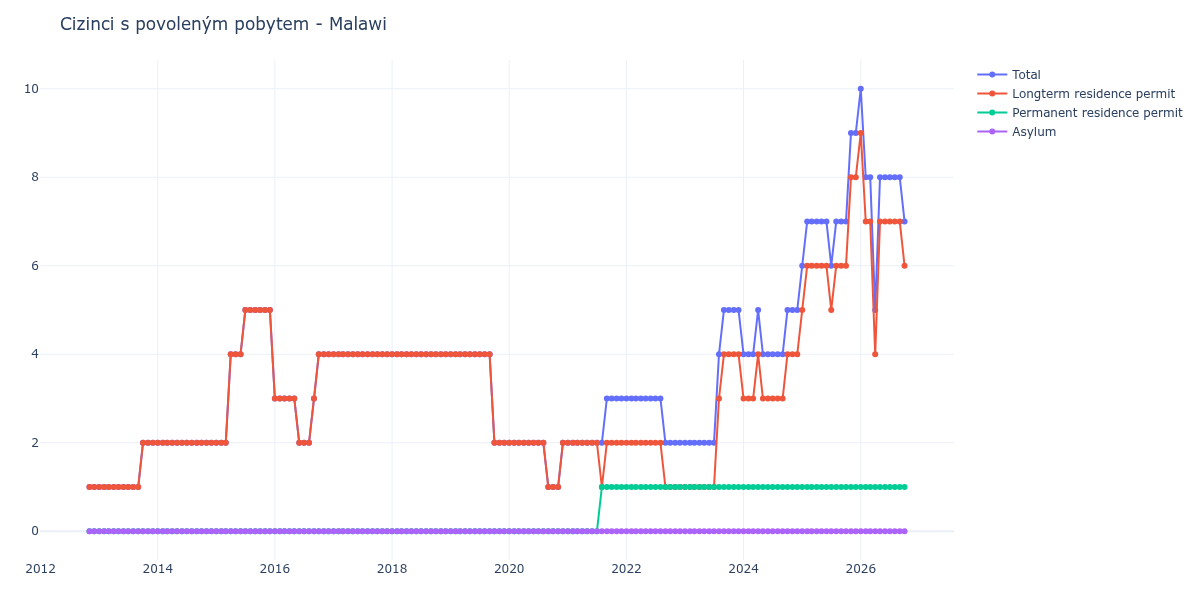 Cizinci s povoleným pobytem - Malawi
Total
Longterm residence permit
Permanent residence permit
Asylum
10
8
6
4
2
0
2012
2014
2016
2018
2020
2022
2024
2026